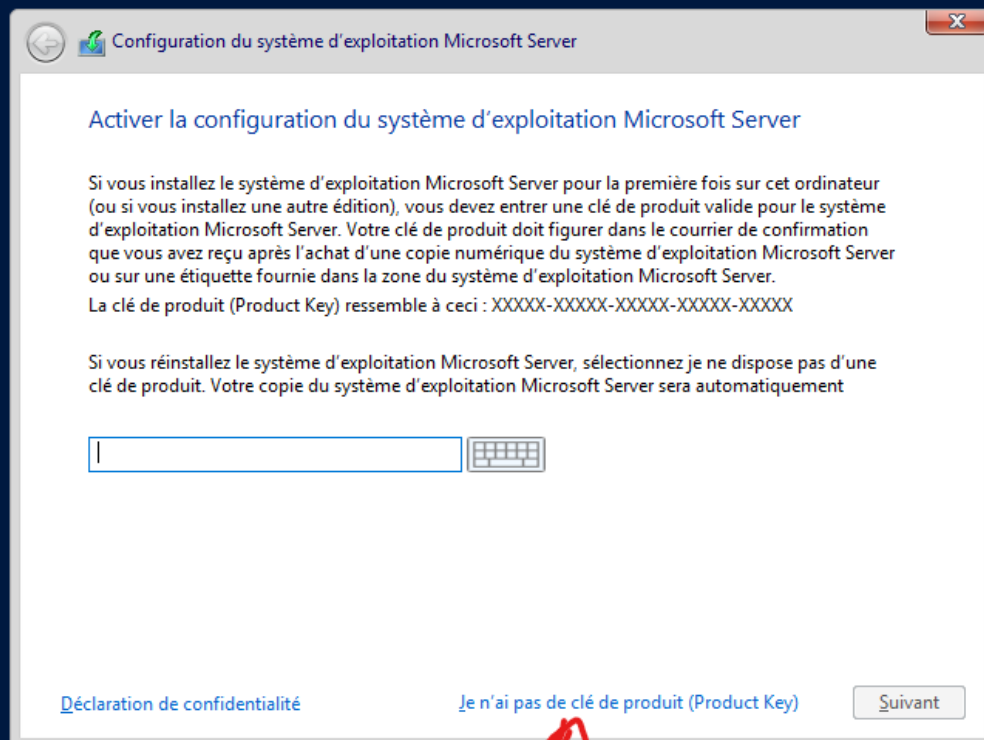 Configuration du système d'exploitation Microsoft Server
Activer la configuration du système d'exploitation Microsoft Server
Si vous installez le système d'exploitation Microsoft Server pour la première fois sur cet ordinateur
(ou si vous installez une autre édition), vous devez entrer une clé de produit valide pour le système
d'exploitation Microsoft Server. Votre clé de produit doit figurer dans le courrier de confirmation
que vous avez reçu après l'achat d'une copie numérique du système d'exploitation Microsoft Server
ou sur une étiquette fournie dans la zone du système d'exploitation Microsoft Server.
La clé de produit (Product Key) ressemble à ceci : XXXXX-XXXXX-XXXXX-XXXXX-XXXXX
Si vous réinstallez le système d'exploitation Microsoft Server, sélectionnez je ne dispose pas d'une
clé de produit. Votre copie du système d'exploitation Microsoft Server sera automatiquement
Déclaration de confidentialité
Je n'ai pas de clé de produit (Product Key)
Suivant